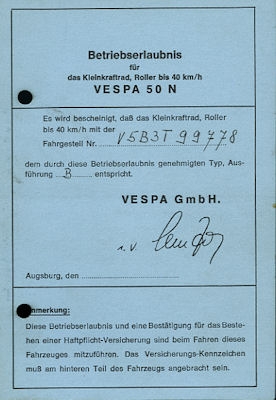 Betriebserlaubnis
für
das Kleinkraftrad, Roller bis 40 km/h
VESPA 50 N
Es wird bescheinigt, daß das Kleinkraftrad, Roller
bis 40 km/h mit der
Fahrgestell Nr. V5B3T 99778
dem durch diese Betriebserlaubnis genehmigten Typ, Aus-
führung B entspricht.
VESPA GmbH.
i.V.
Augsburg, den
Anmerkung:
Diese Betriebserlaubnis und eine Bestätigung für das Beste-
hen einer Haftpflicht-Versicherung sind beim Fahren dieses
Fahrzeuges mitzuführen. Das Versicherungs-Kennzeichen
muß am hinteren Teil des Fahrzeugs angebracht sein.